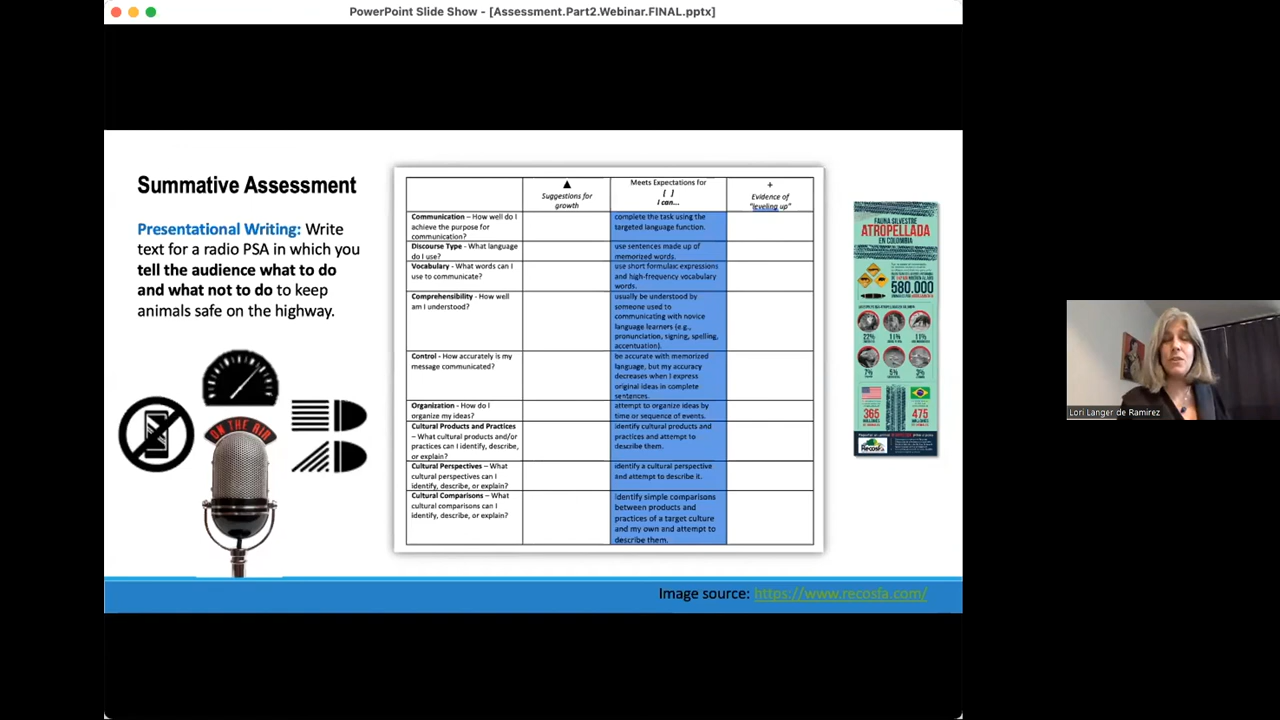 PowerPoint Slide Show - [Assessment.Part2.Webinar.FINAL.pptx]
Summative Assessment
Presentational Writing: Write
text for a radio PSA in which you
tell the audience what to do
and what not to do to keep
animals safe on the highway.
ON THE AIR
▲
Suggestions for
growth
Meets Expectations for
[ ]
I can...
+
Evidence of
"leveling up"
Communication – How well do I
achieve the purpose for
communication?
complete the task using the
targeted language function.
Discourse Type - What language
do I use?
use sentences made up of
memorized words.
Vocabulary - What words can I
use to communicate?
use short formulaic expressions
and high-frequency vocabulary
words.
Comprehensibility - How well
am I understood?
usually be understood by
someone used to
communicating with novice
language learners (e.g.,
pronunciation, signing, spelling,
accentuation).
Control - How accurately is my
message communicated?
be accurate with memorized
language, but my accuracy
decreases when I express
original ideas in complete
sentences.
Organization - How do I
organize my ideas?
attempt to organize ideas by
time or sequence of events.
Cultural Products and Practices
– What cultural products and/or
practices can I identify, describe,
or explain?
identify cultural products and
practices and attempt to
describe them.
Cultural Perspectives – What
cultural perspectives can I
identify, describe, or explain?
identify a cultural perspective
and attempt to describe it.
Cultural Comparisons – What
cultural comparisons can I
identify, describe, or explain?
identify simple comparisons
between products and
practices of a target culture
and my own and attempt to
describe them.
FAUNA SILVESTRE
ATROPELLADA
EN COLOMBIA
580.000
22%
11%
11%
7%
5%
3%
365
475
Recosfa
Image source: https://www.recosfa.com/
Lori Langer de Ramirez